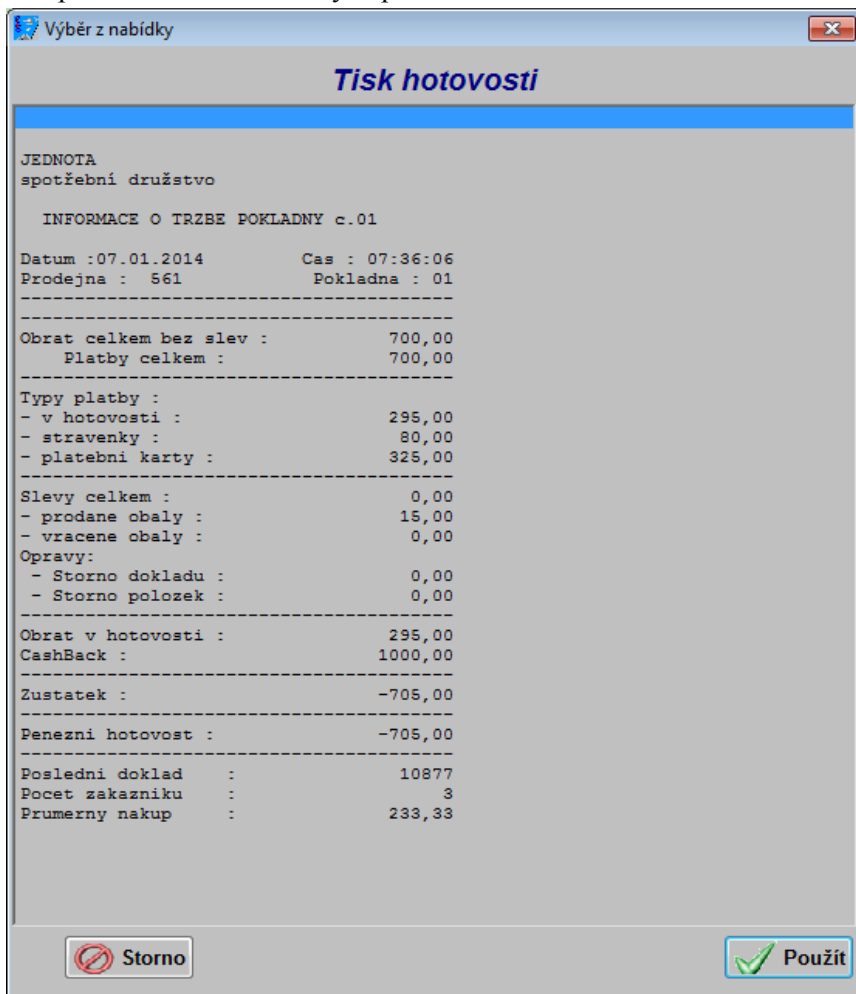 Výběr z nabídky
Tisk hotovosti
JEDNOTA
spotřební družstvo
INFORMACE O TRZBE POKLADNY c.01
Datum :07.01.2014 Cas : 07:36:06
Prodejna : 561 Pokladna : 01
----------------------------------------
----------------------------------------
Obrat celkem bez slev : 700,00
Platby celkem : 700,00
----------------------------------------
Typy platby :
- v hotovosti : 295,00
- stravenky : 80,00
- platebni karty : 325,00
----------------------------------------
Slevy celkem : 0,00
- prodane obaly : 15,00
- vracene obaly : 0,00
Opravy:
- Storno dokladu : 0,00
- Storno polozek : 0,00
----------------------------------------
Obrat v hotovosti : 295,00
CashBack : 1000,00
----------------------------------------
Zustatek : -705,00
----------------------------------------
Penezni hotovost : -705,00
----------------------------------------
Posledni doklad : 10877
Pocet zakazniku : 3
Prumerny nakup : 233,33
Storno
Použít